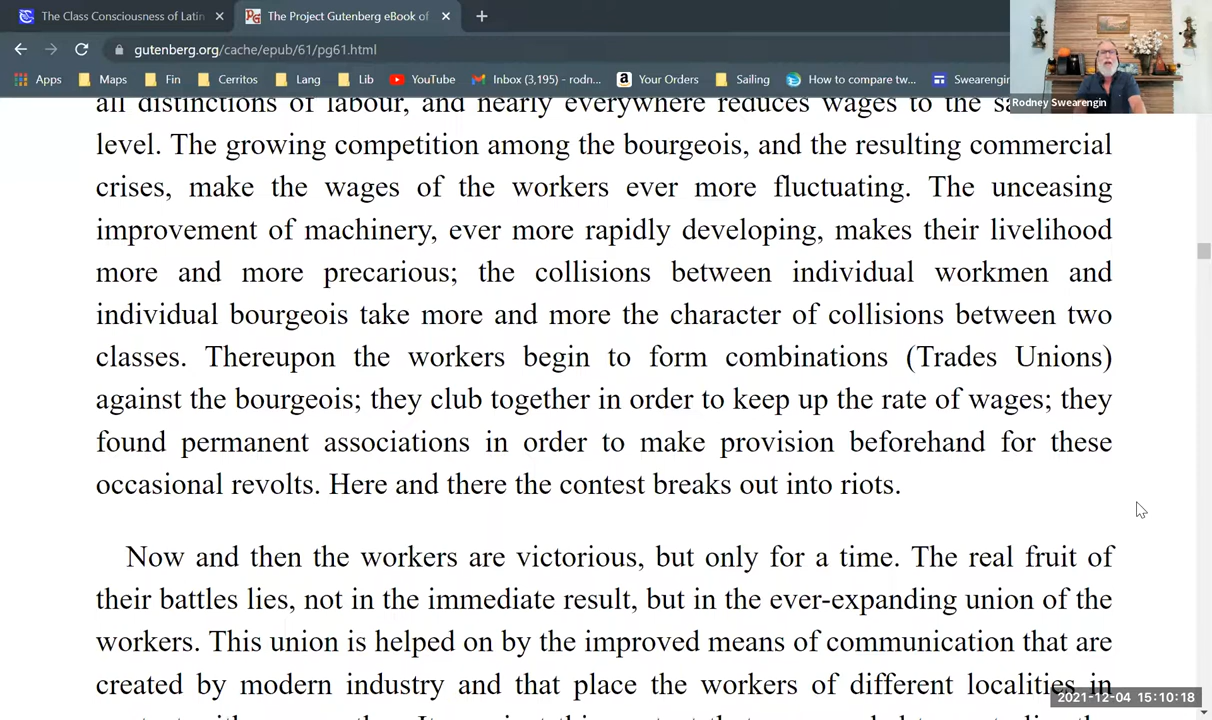 The Class Consciousness of Latin
The Project Gutenberg eBook of
gutenberg.org/cache/epub/61/pg61.html
Apps Maps Fin Cerritos Lang Lib YouTube Inbox (3,195) - rodn... Your Orders Sailing How to compare tw... Swearengin
Rodney Swearengin
all distinctions of labour, and nearly everywhere reduces wages to the
level. The growing competition among the bourgeois, and the resulting commercial
crises, make the wages of the workers ever more fluctuating. The unceasing
improvement of machinery, ever more rapidly developing, makes their livelihood
more and more precarious; the collisions between individual workmen and
individual bourgeois take more and more the character of collisions between two
classes. Thereupon the workers begin to form combinations (Trades Unions)
against the bourgeois; they club together in order to keep up the rate of wages; they
found permanent associations in order to make provision beforehand for these
occasional revolts. Here and there the contest breaks out into riots.
Now and then the workers are victorious, but only for a time. The real fruit of
their battles lies, not in the immediate result, but in the ever-expanding union of the
workers. This union is helped on by the improved means of communication that are
created by modern industry and that place the workers of different localities in
2021-12-04 15:10:18